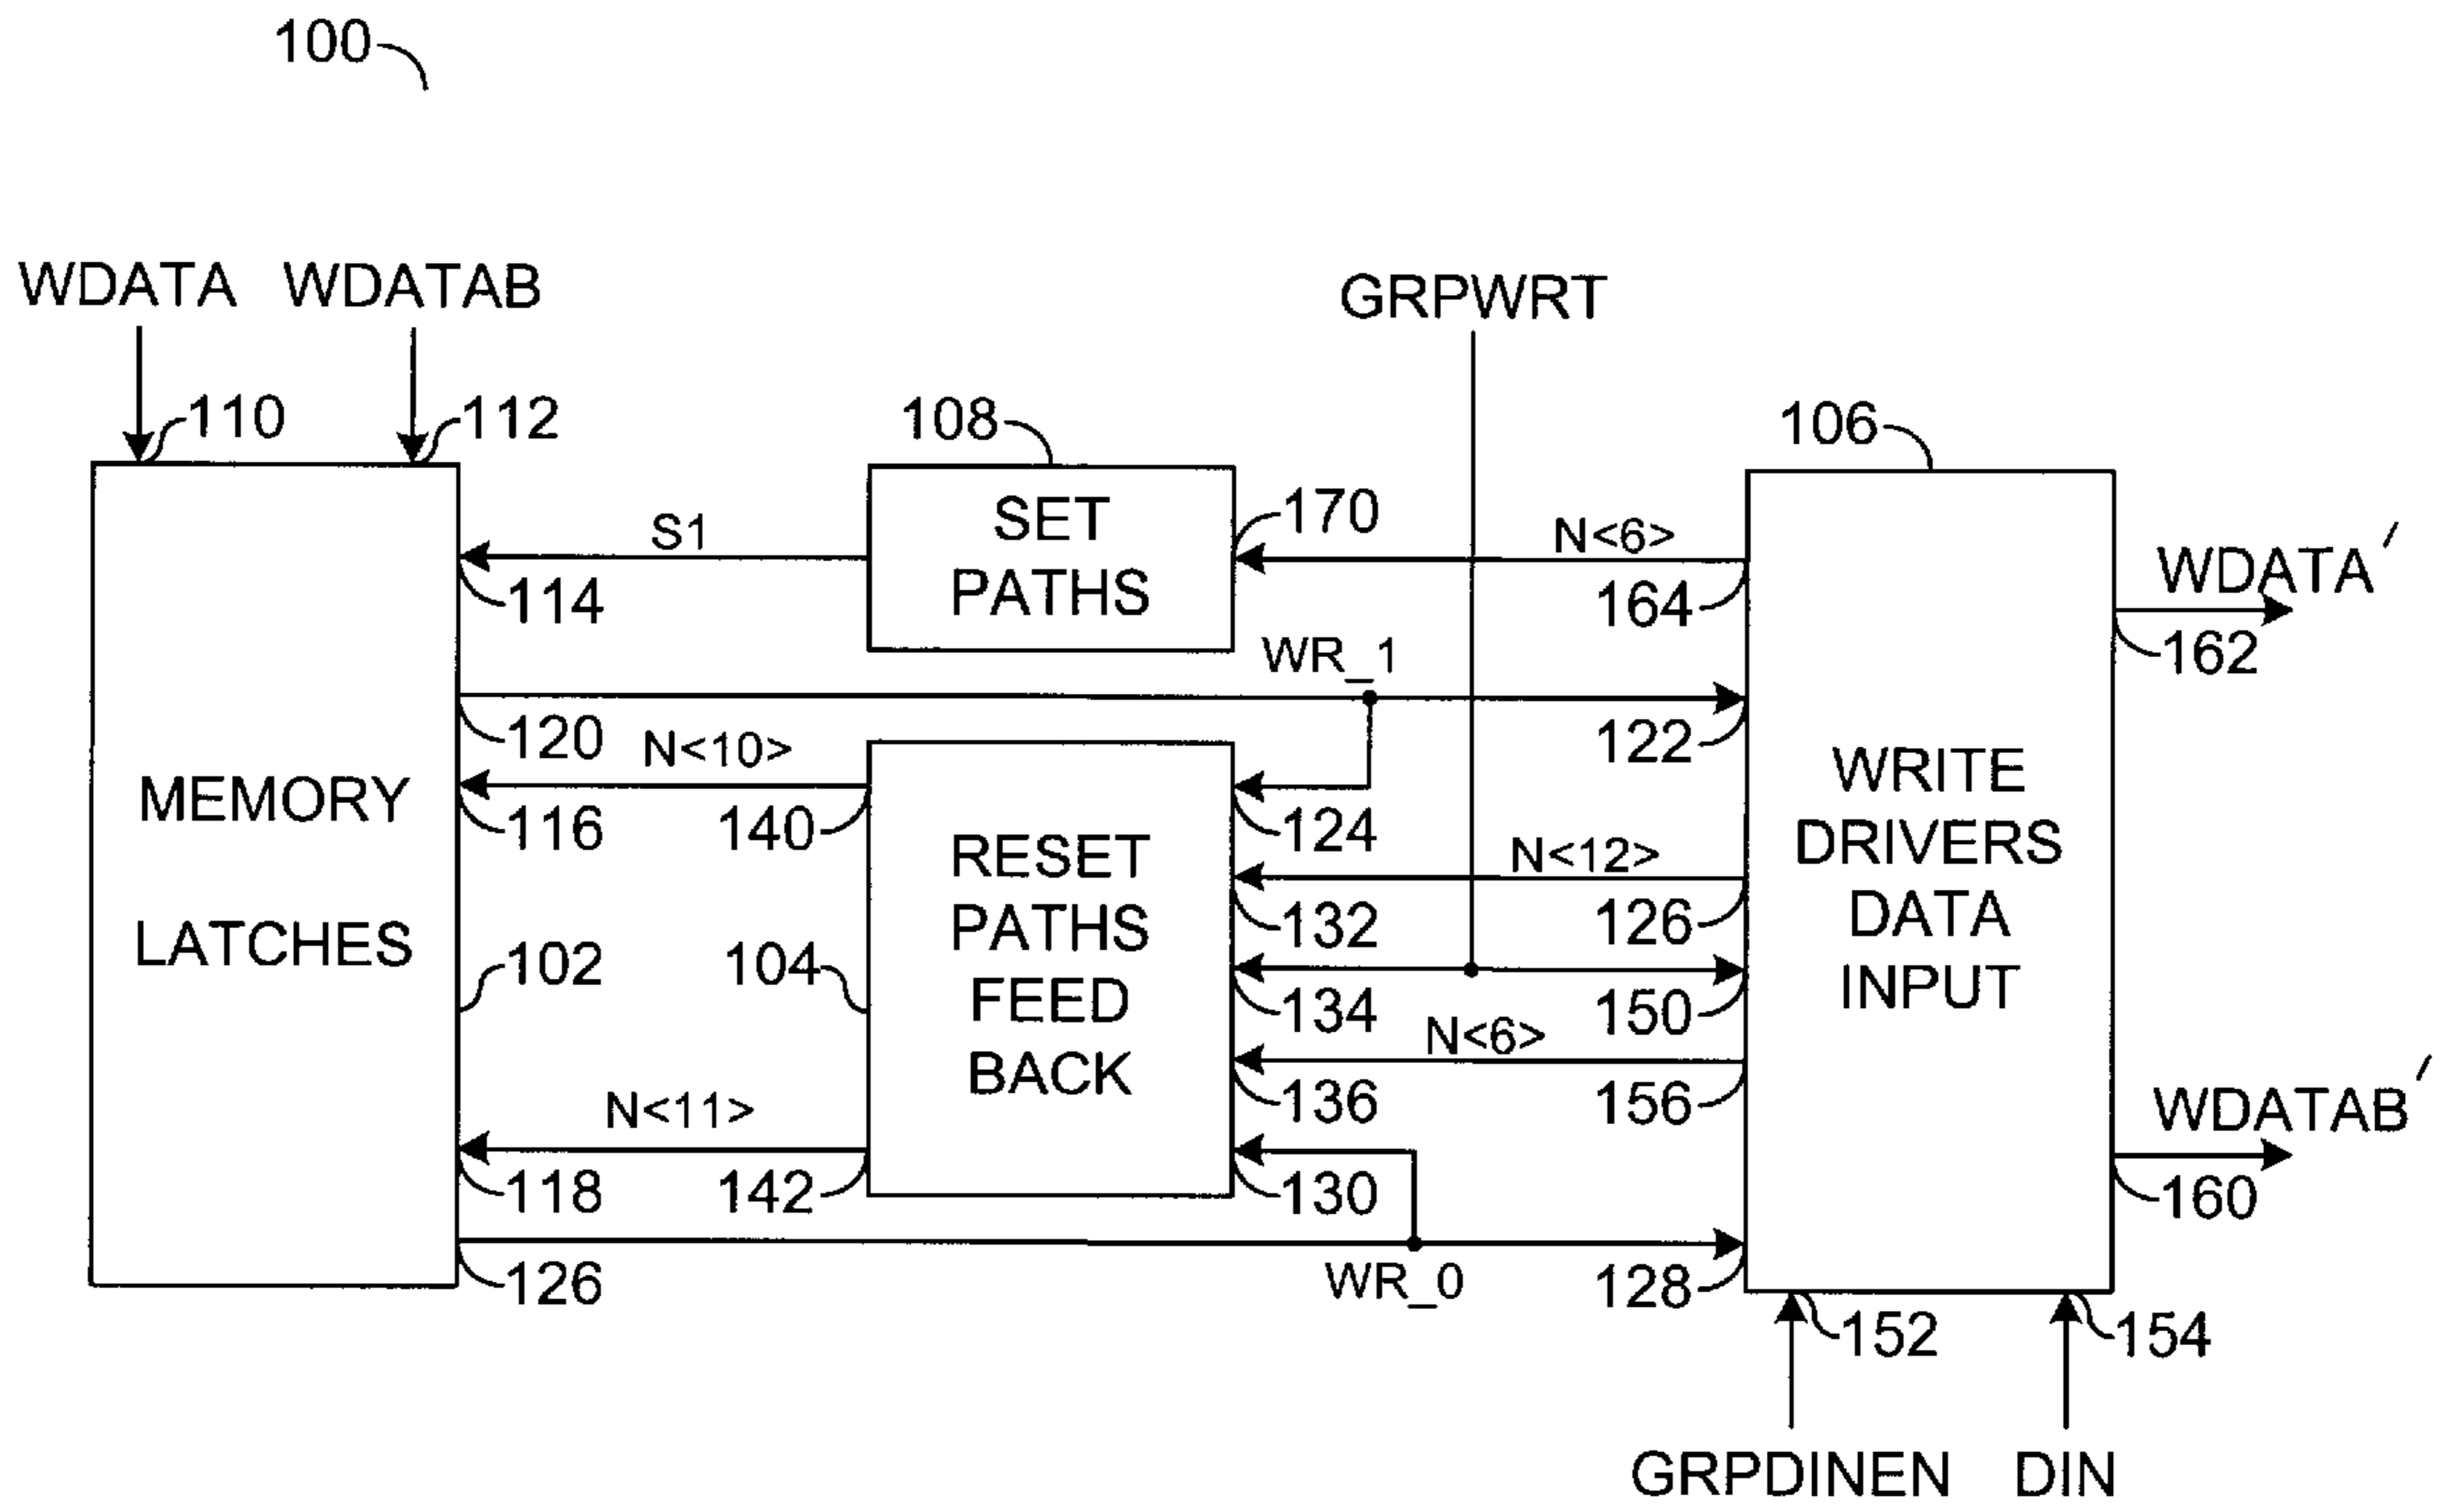 100
WDATA WDATAB GRPWRT
110 112 108 106
S1 SET PATHS 170 N<6> WDATA′
114 164
WR_1 162
120 122
N<10>
116 140 124
MEMORY LATCHES RESET PATHS FEED BACK WRITE DRIVERS DATA INPUT
N<12>
132 126
102 104
134 150
N<6>
136 156
N<11> WDATAB′
118 142 130 160
126 WR_0 128
152 154
GRPDINEN DIN